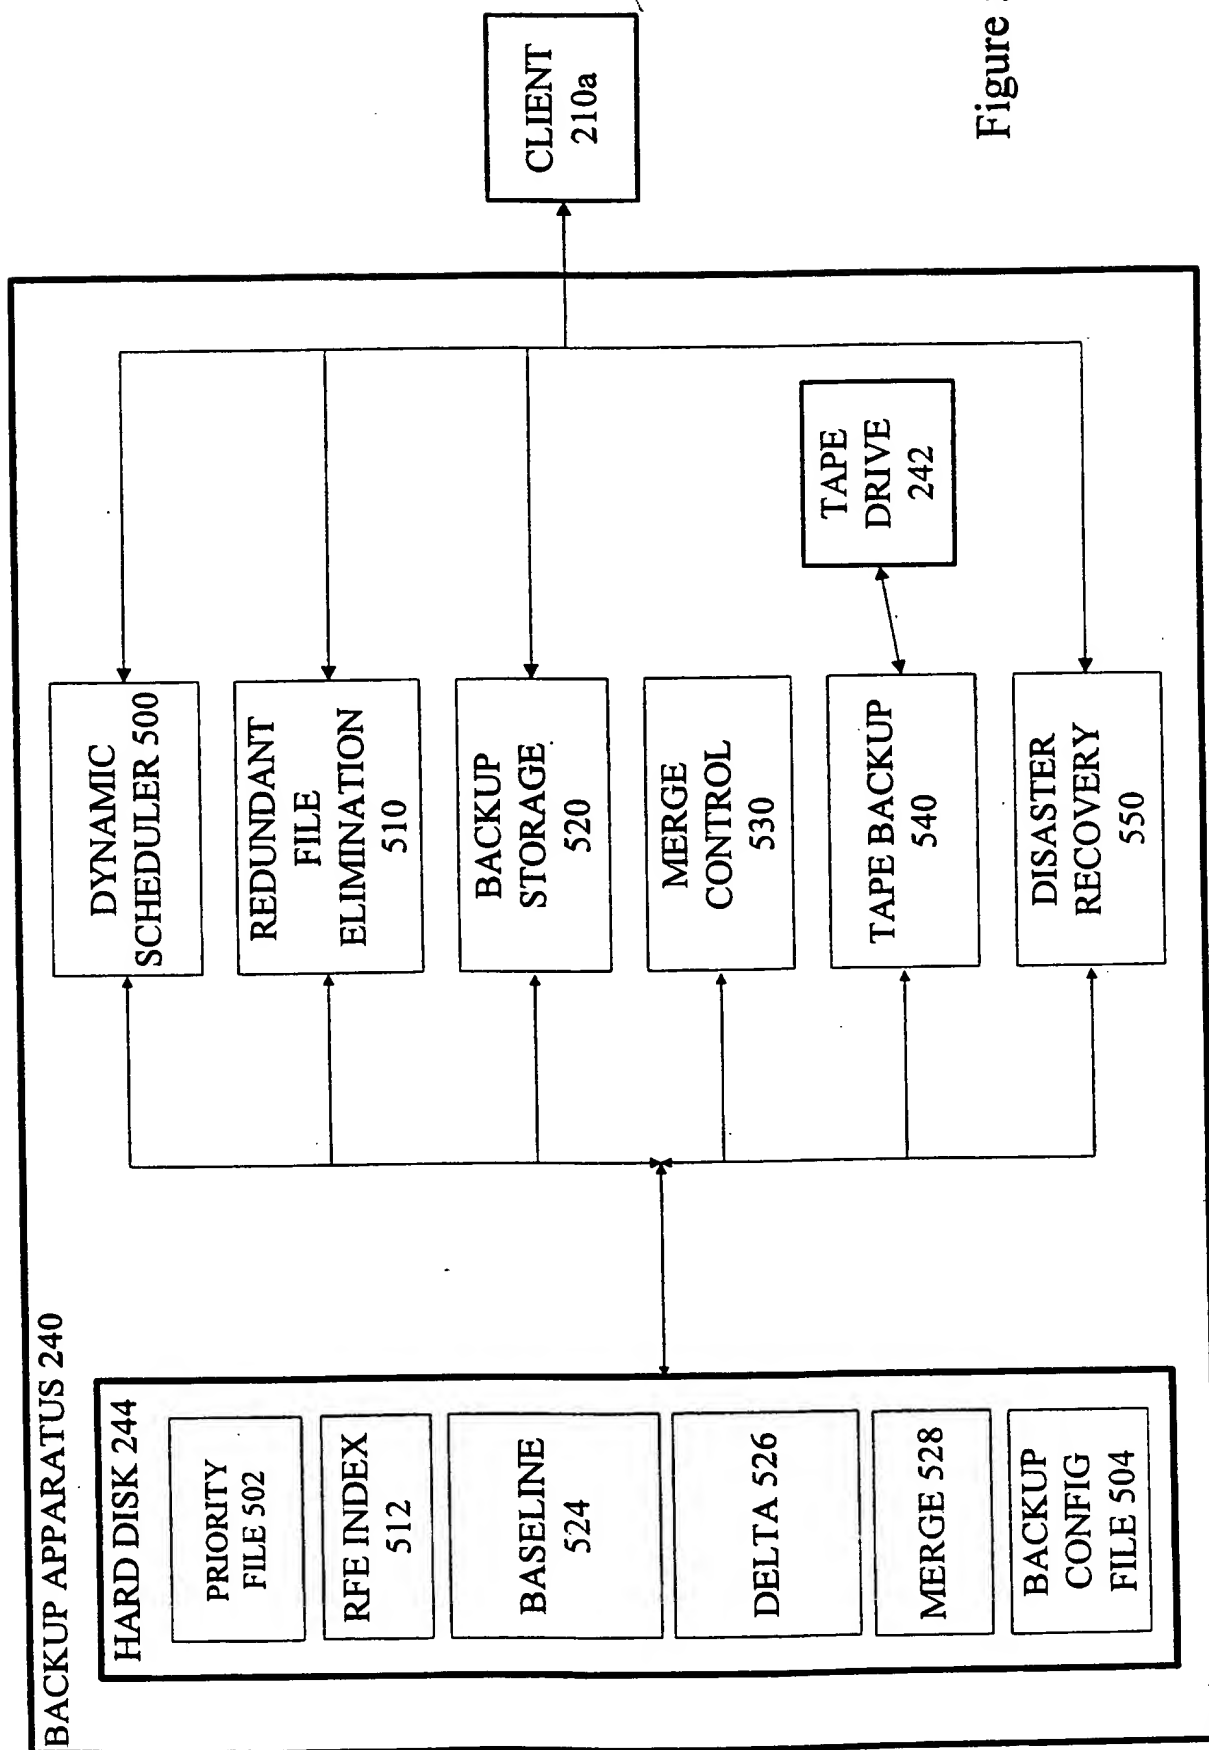 BACKUP APPARATUS 240
HARD DISK 244
PRIORITY
FILE 502
RFE INDEX
512
BASELINE
524
DELTA 526
MERGE 528
BACKUP
CONFIG
FILE 504
DYNAMIC
SCHEDULER 500
REDUNDANT
FILE
ELIMINATION
510
BACKUP
STORAGE
520
MERGE
CONTROL
530
TAPE BACKUP
540
DISASTER
RECOVERY
550
TAPE
DRIVE
242
CLIENT
210a
Figure